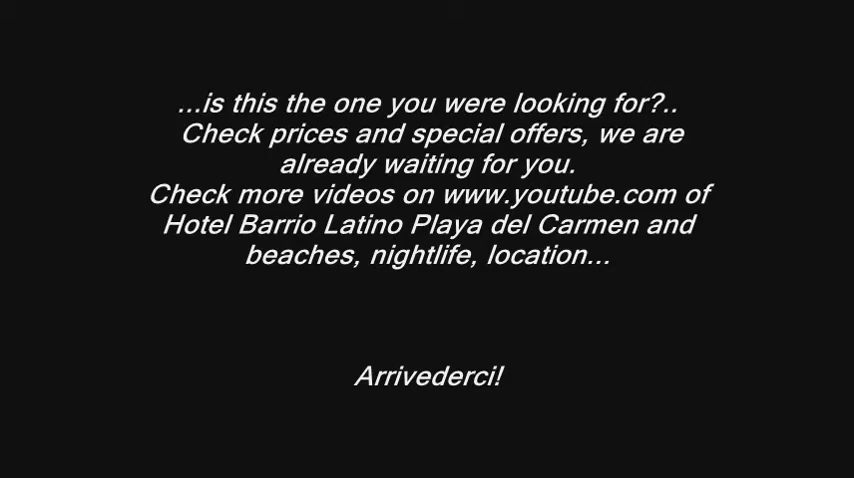 ...is this the one you were looking for?..
Check prices and special offers, we are
already waiting for you.
Check more videos on www.youtube.com of
Hotel Barrio Latino Playa del Carmen and
beaches, nightlife, location...
Arrivederci!